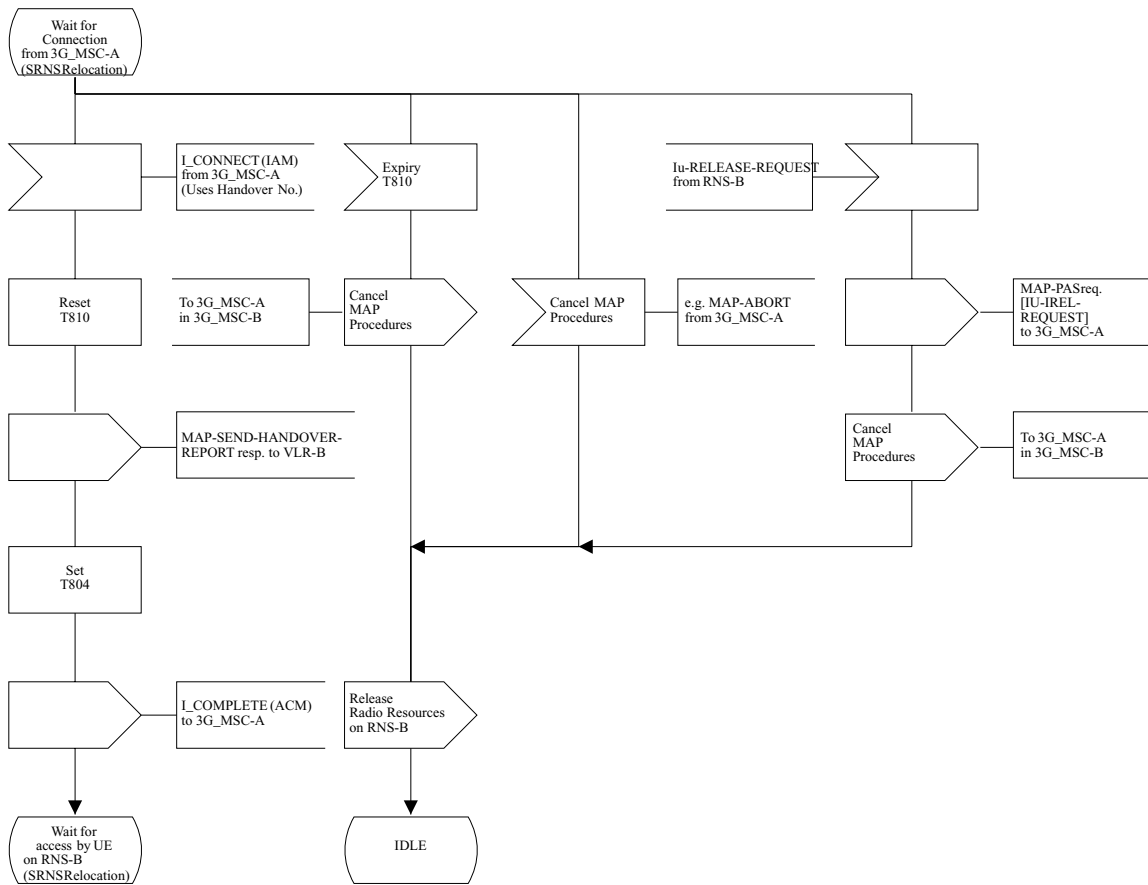 Wait for
Connection
from 3G_MSC-A
(SRNSRelocation)
I_CONNECT (IAM)
from 3G_MSC-A
(Uses Handover No.)
Expiry
T810
Iu-RELEASE-REQUEST
from RNS-B
Reset
T810
To 3G_MSC-A
in 3G_MSC-B
Cancel
MAP
Procedures
Cancel MAP
Procedures
e.g. MAP-ABORT
from 3G_MSC-A
MAP-PASreq.
[IU-IREL-
REQUEST]
to 3G_MSC-A
MAP-SEND-HANDOVER-
REPORT resp. to VLR-B
Cancel
MAP
Procedures
To 3G_MSC-A
in 3G_MSC-B
Set
T804
I_COMPLETE (ACM)
to 3G_MSC-A
Release
Radio Resources
on RNS-B
Wait for
access by UE
on RNS-B
(SRNSRelocation)
IDLE